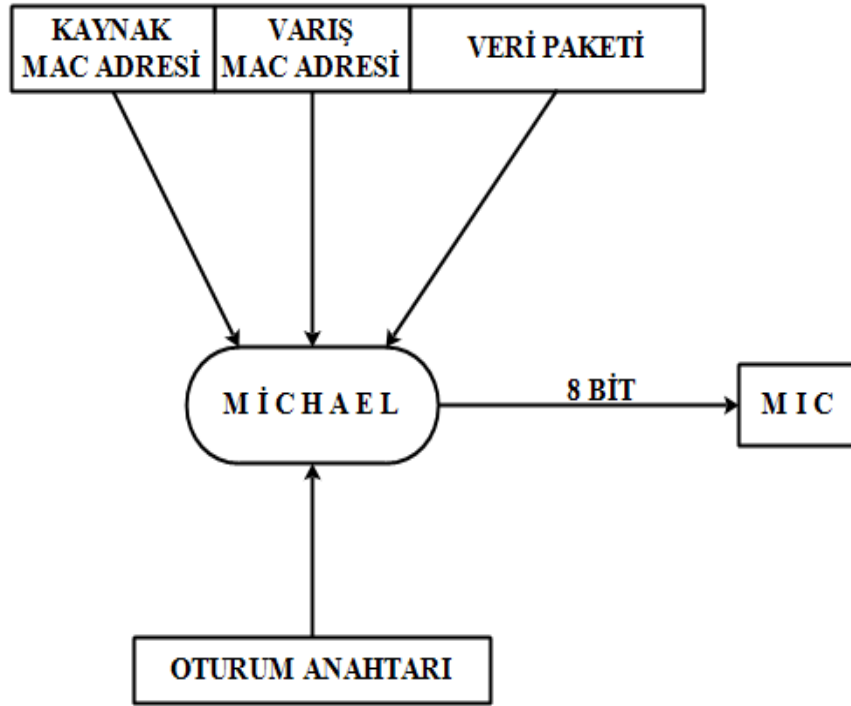 KAYNAK
MAC ADRESİ
VARIŞ
MAC ADRESİ
VERİ PAKETİ
M İ C H A E L
8 BİT
M I C
OTURUM ANAHTARI